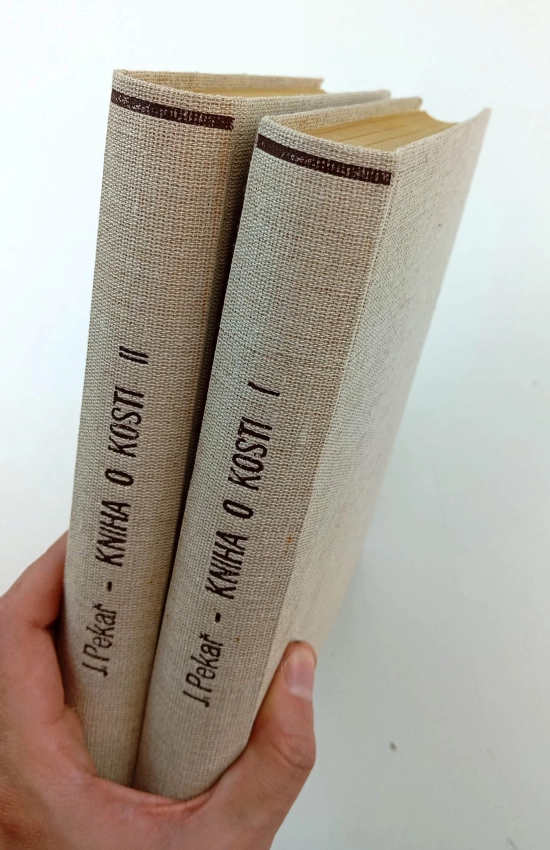 J. Pekař - KNIHA O KOSTI II
J. Pekař - KNIHA O KOSTI I